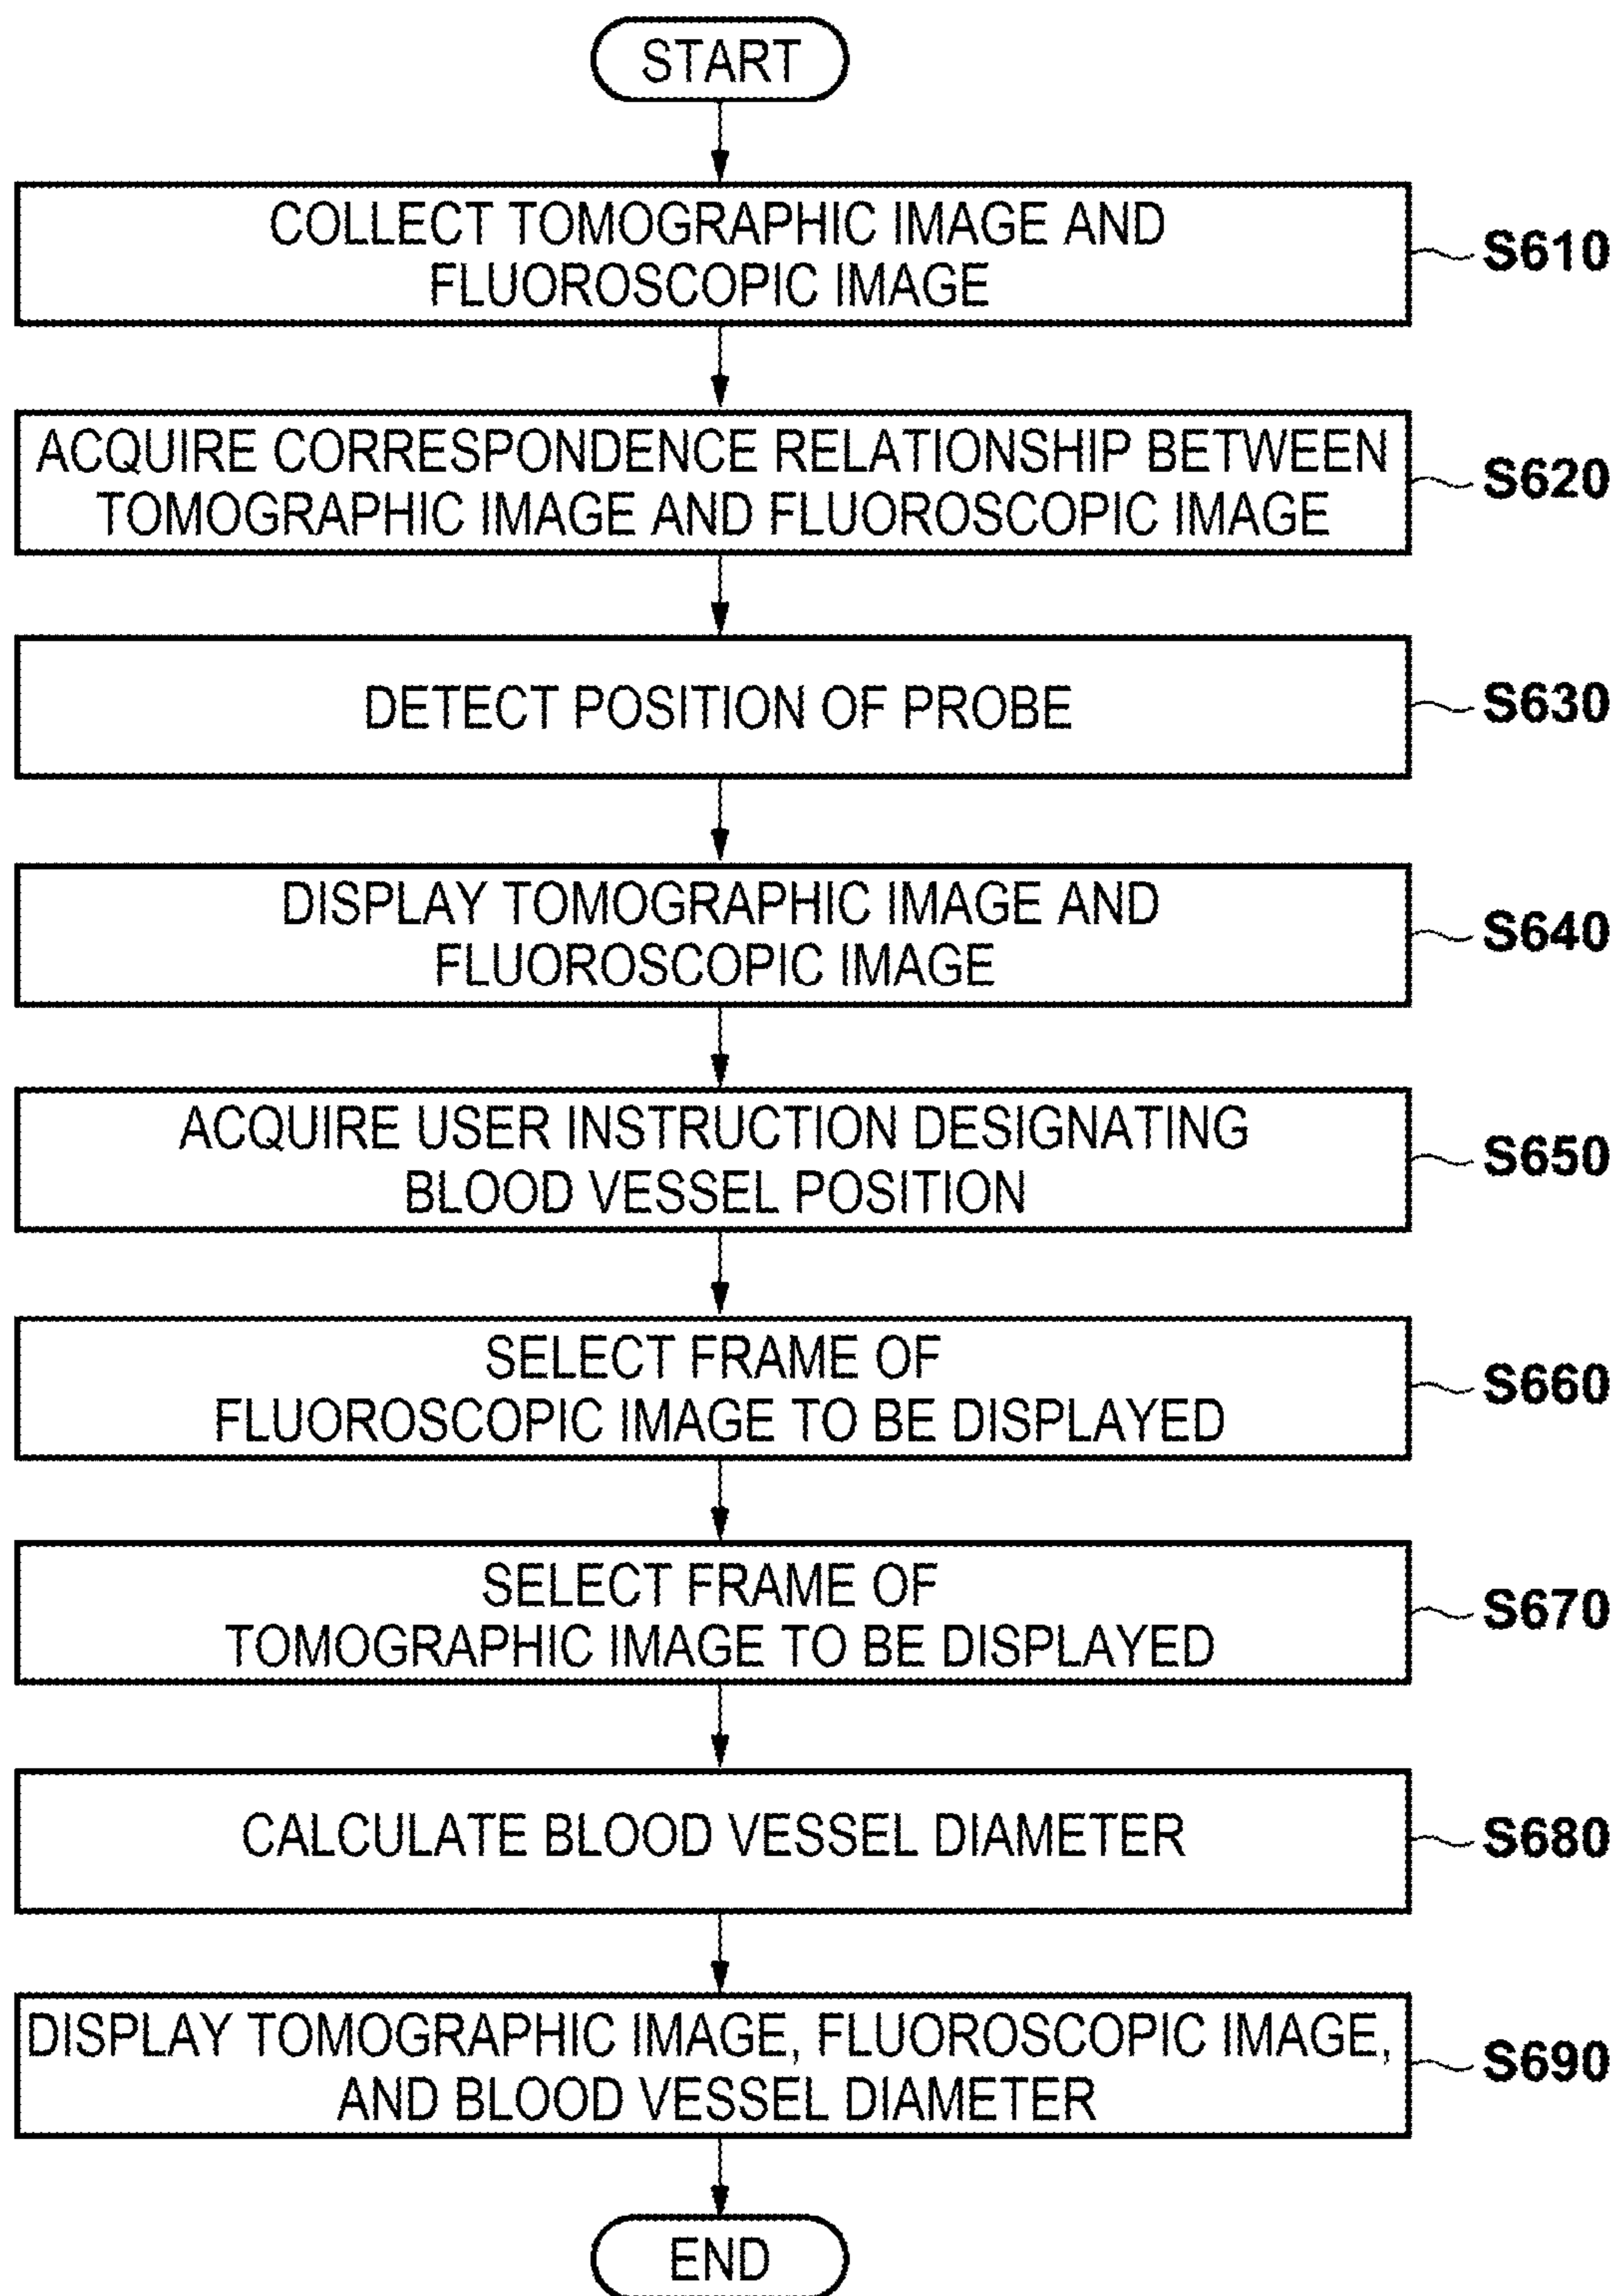 START
COLLECT TOMOGRAPHIC IMAGE AND
FLUOROSCOPIC IMAGE
S610
ACQUIRE CORRESPONDENCE RELATIONSHIP BETWEEN
TOMOGRAPHIC IMAGE AND FLUOROSCOPIC IMAGE
S620
DETECT POSITION OF PROBE
S630
DISPLAY TOMOGRAPHIC IMAGE AND
FLUOROSCOPIC IMAGE
S640
ACQUIRE USER INSTRUCTION DESIGNATING
BLOOD VESSEL POSITION
S650
SELECT FRAME OF
FLUOROSCOPIC IMAGE TO BE DISPLAYED
S660
SELECT FRAME OF
TOMOGRAPHIC IMAGE TO BE DISPLAYED
S670
CALCULATE BLOOD VESSEL DIAMETER
S680
DISPLAY TOMOGRAPHIC IMAGE, FLUOROSCOPIC IMAGE,
AND BLOOD VESSEL DIAMETER
S690
END